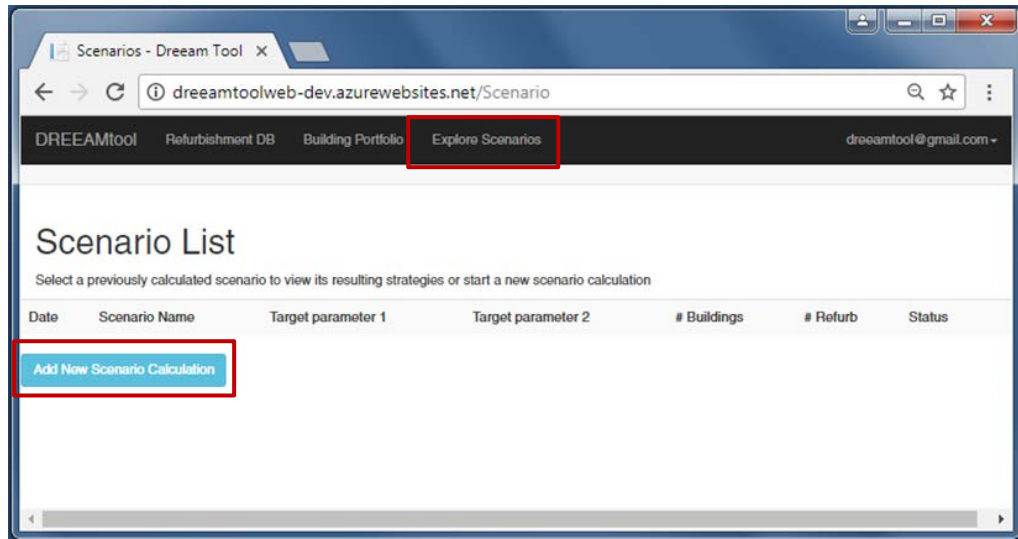 Scenarios - Dreeam Tool
dreeamtoolweb-dev.azurewebsites.net/Scenario
DREEAMtool Refurbishment DB Building Portfolio Explore Scenarios dreeamtool@gmail.com
Scenario List
Select a previously calculated scenario to view its resulting strategies or start a new scenario calculation
Date Scenario Name Target parameter 1 Target parameter 2 # Buildings # Refurb Status
Add New Scenario Calculation